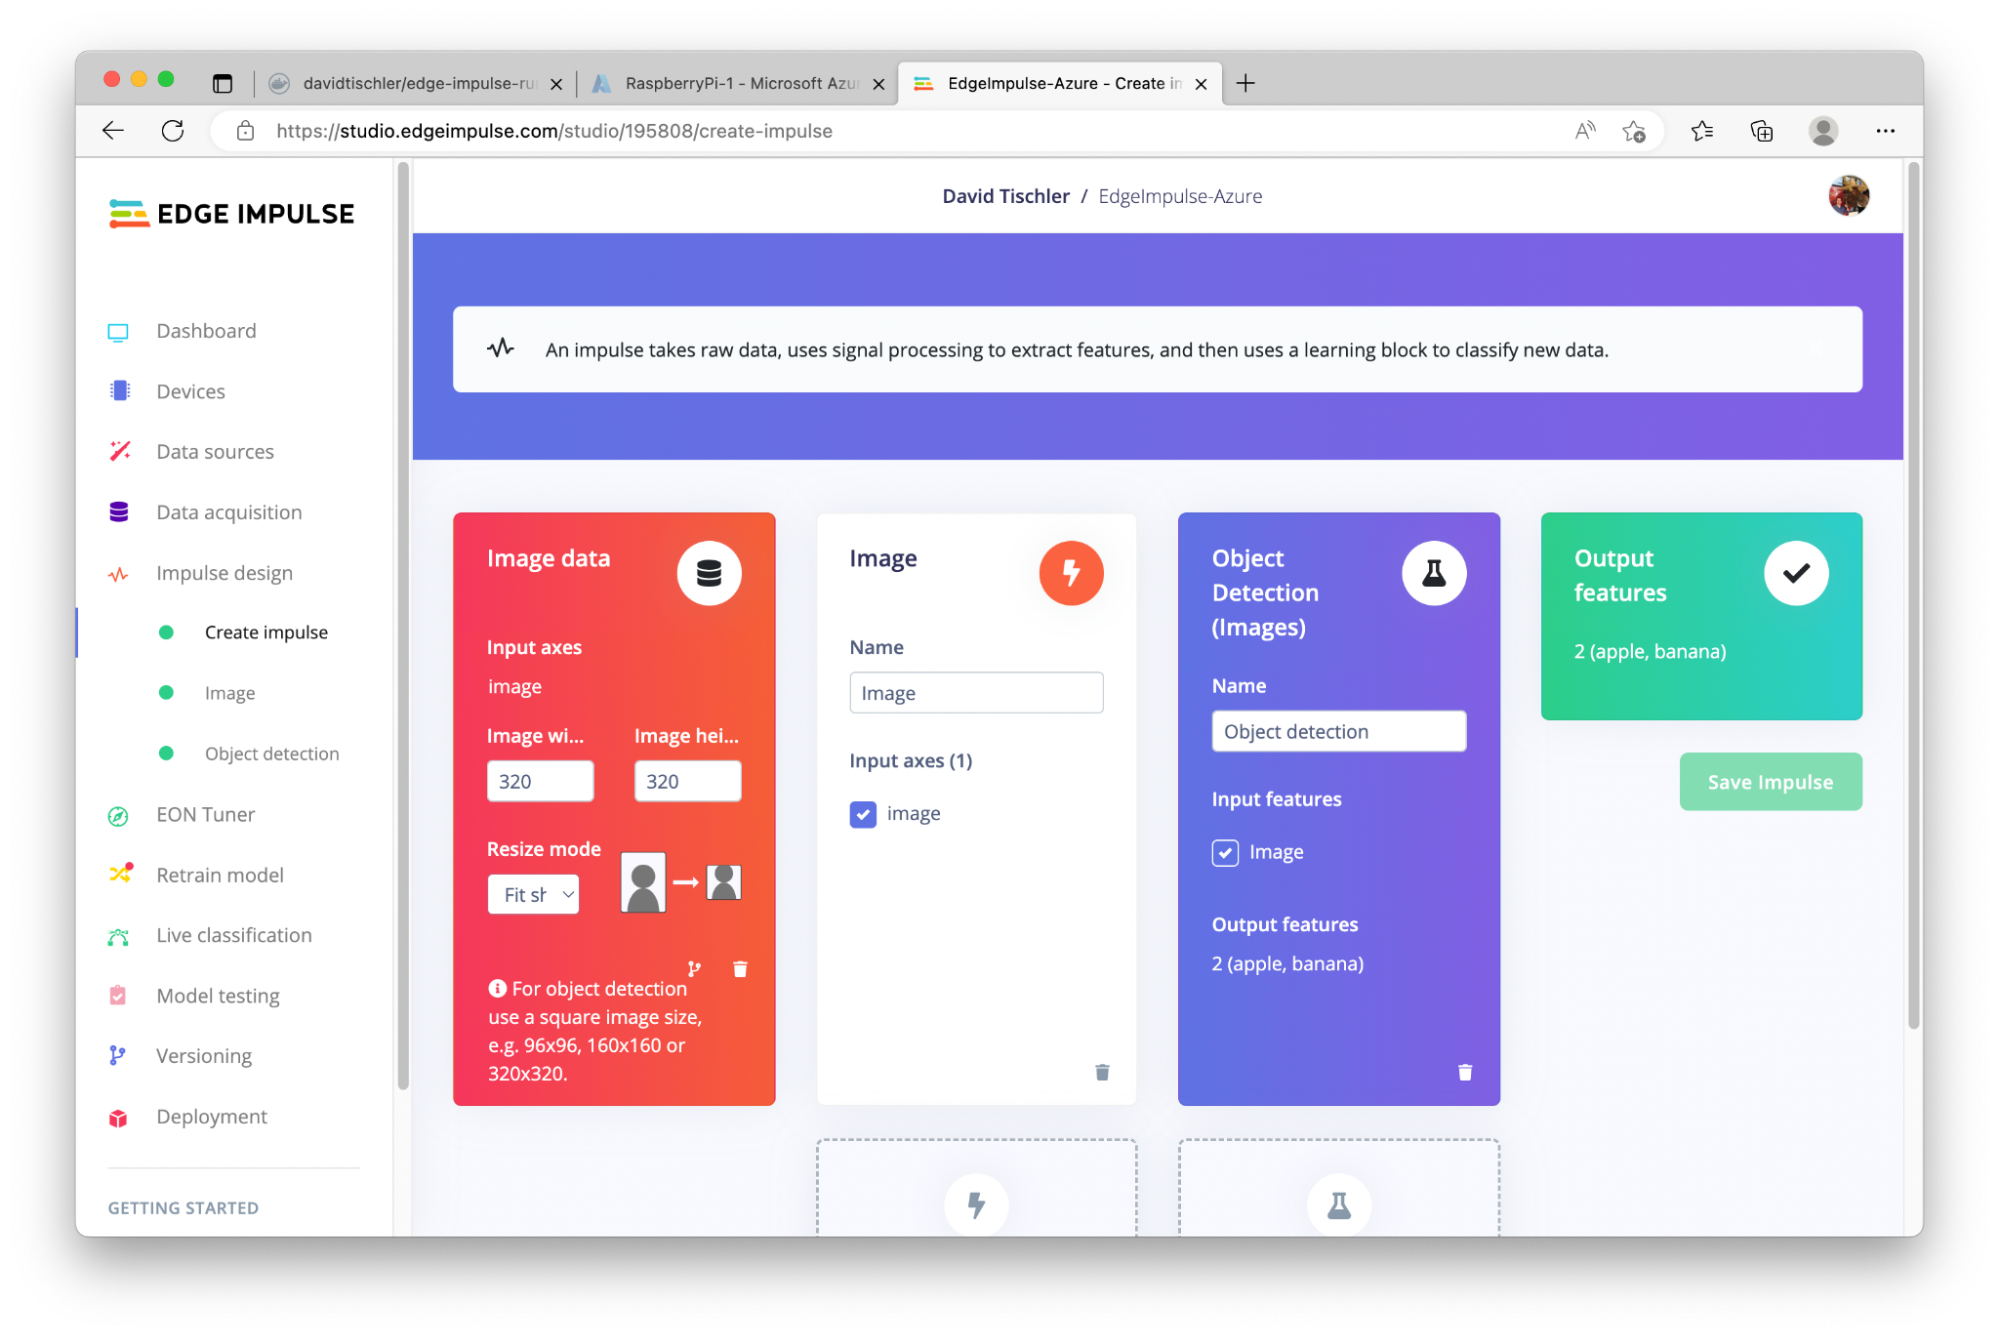 davidtischler/edge-impulse-ru
RaspberryPi-1 - Microsoft Azur
EdgeImpulse-Azure - Create im
https://studio.edgeimpulse.com/studio/195808/create-impulse
EDGE IMPULSE
David Tischler / EdgeImpulse-Azure
An impulse takes raw data, uses signal processing to extract features, and then uses a learning block to classify new data.
Dashboard
Devices
Data sources
Data acquisition
Impulse design
Create impulse
Image
Object detection
EON Tuner
Retrain model
Live classification
Model testing
Versioning
Deployment
GETTING STARTED
Image data
Input axes
image
Image wi...
Image hei...
320
320
Resize mode
Fit sh
For object detection
use a square image size,
e.g. 96x96, 160x160 or
320x320.
Image
Name
Image
Input axes (1)
image
Object
Detection
(Images)
Name
Object detection
Input features
Image
Output features
2 (apple, banana)
Output
features
2 (apple, banana)
Save Impulse